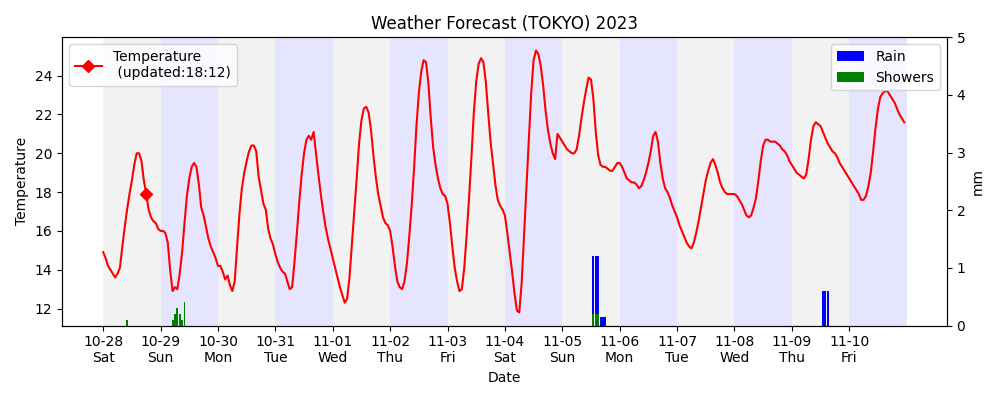 Weather Forecast (TOKYO) 2023
Temperature
(updated:18:12)
Rain
Showers
Temperature
24
22
20
18
16
14
12
5
4
3
2
1
0
mm
10-28 10-29 10-30 10-31 11-01 11-02 11-03 11-04 11-05 11-06 11-07 11-08 11-09 11-10
Sat Sun Mon Tue Wed Thu Fri Sat Sun Mon Tue Wed Thu Fri
Date